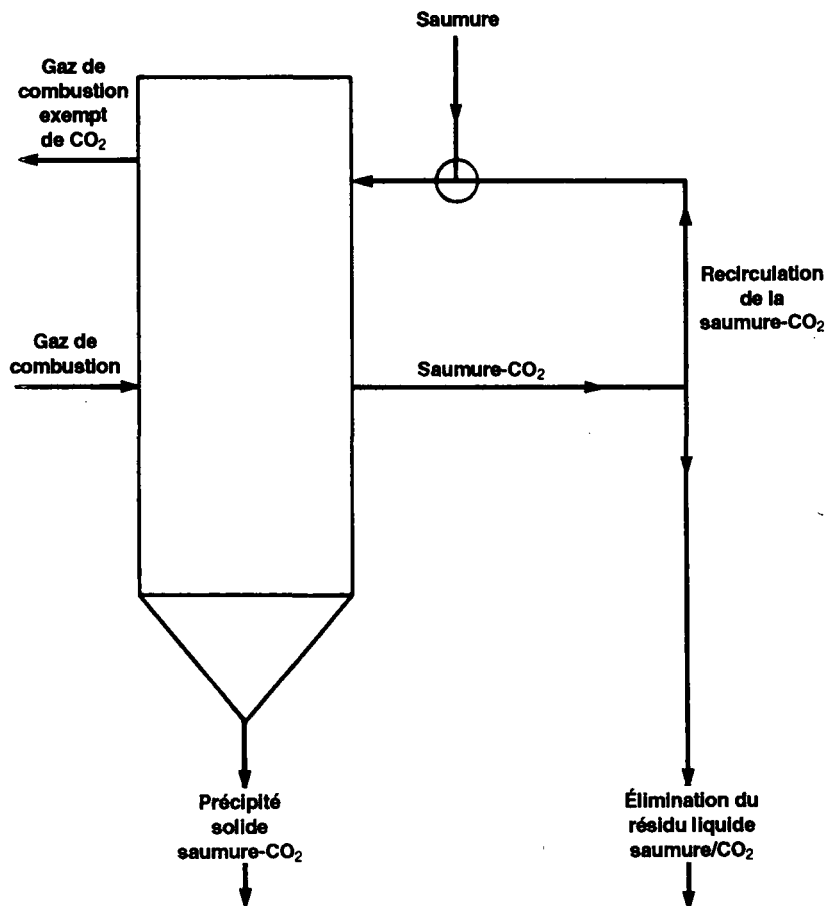 Saumure
Gaz de
combustion
exempt
de CO₂
Recirculation
de la
saumure-CO₂
Gaz de
combustion
Saumure-CO₂
Précipité
solide
saumure-CO₂
Élimination du
résidu liquide
saumure/CO₂